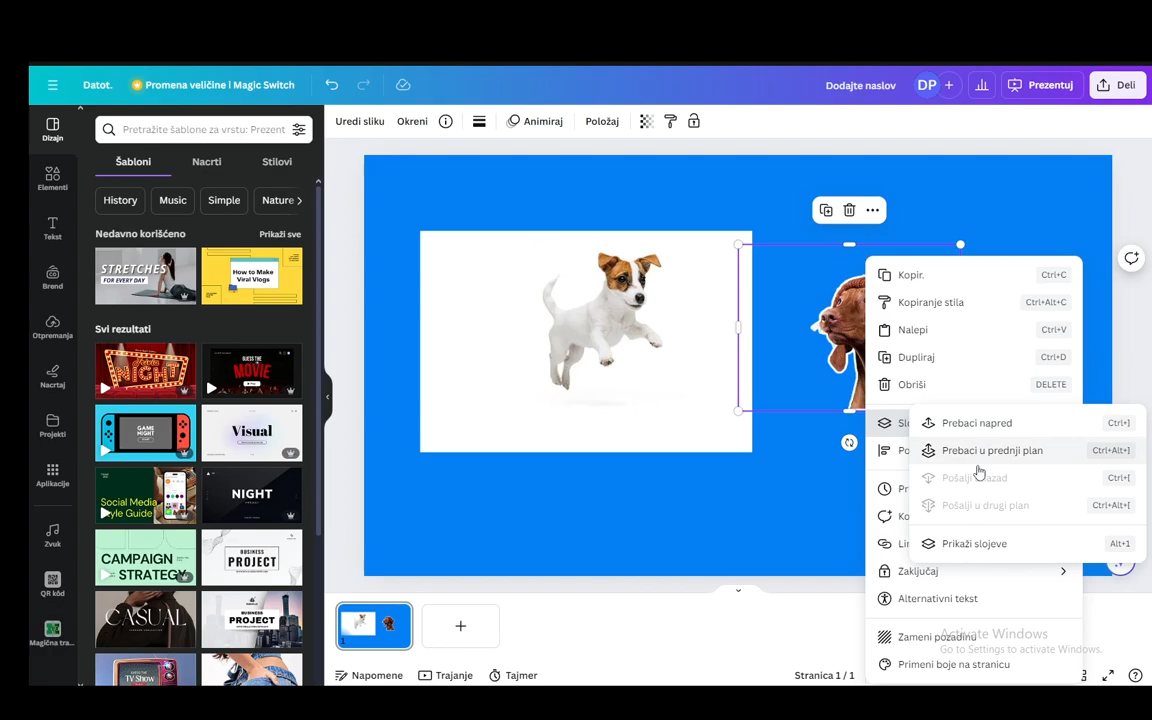 Datot.
Promena veličine i Magic Switch
Dodajte naslov
DP
+
Prezentuj
Deli
Dizajn
Elementi
Tekst
Brend
Otpremanja
Nacrtaj
Projekti
Aplikacije
Zvuk
QR kôd
Magična tra...
Pretražite šablone za vrstu: Prezent
Šabloni
Nacrti
Stilovi
History
Music
Simple
Nature
Nedavno korišćeno
Prikaži sve
STRETCHES
FOR EVERY DAY
How to Make
Viral Vlogs
Svi rezultati
NIGHT
GUESS THE
MOVIE
GAME
NIGHT
Visual
Social Media
Style Guide
NIGHT
CAMPAIGN
STRATEGY
BUSINESS
PROJECT
CASUAL
BUSINESS
PROJECT
TV Show
Uredi sliku
Okreni
Animiraj
Položaj
Kopir.
Ctrl+C
Kopiranje stila
Ctrl+Alt+C
Nalepi
Ctrl+V
Dupliraj
Ctrl+D
Obriši
DELETE
Prebaci napred
Ctrl+]
Prebaci u prednji plan
Ctrl+Alt+]
Ctrl+[
Pošalji u drugi plan
Ctrl+Alt+[
Prikaži slojeve
Alt+1
Zaključaj
Alternativni tekst
Zameni pozadinu
Primeni boje na stranicu
Activate Windows
Go to Settings to activate Windows.
1
+
Napomene
Trajanje
Tajmer
Stranica 1 / 1